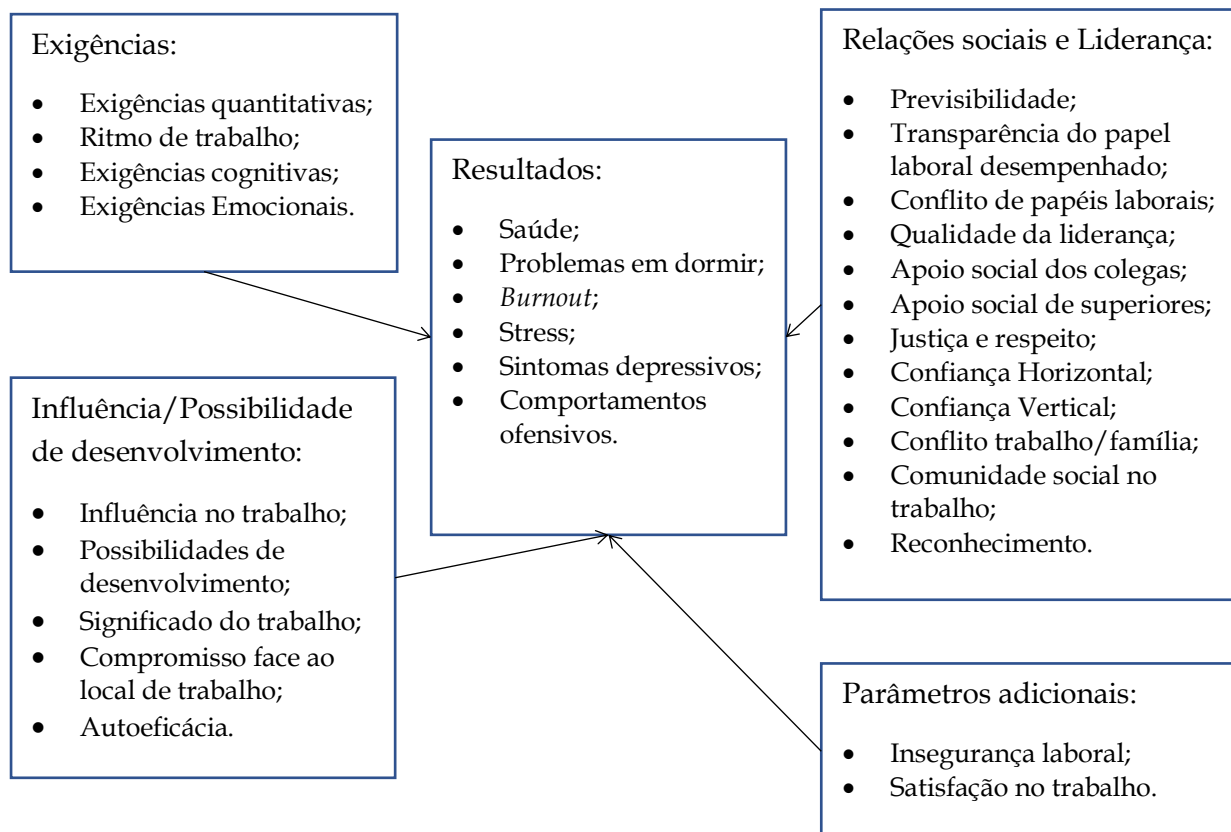 Exigências:
• Exigências quantitativas;
• Ritmo de trabalho;
• Exigências cognitivas;
• Exigências Emocionais.
Influência/Possibilidade
de desenvolvimento:
• Influência no trabalho;
• Possibilidades de
desenvolvimento;
• Significado do trabalho;
• Compromisso face ao
local de trabalho;
• Autoeficácia.
Resultados:
• Saúde;
• Problemas em dormir;
• Burnout;
• Stress;
• Sintomas depressivos;
• Comportamentos
ofensivos.
Relações sociais e Liderança:
• Previsibilidade;
• Transparência do papel
laboral desempenhado;
• Conflito de papéis laborais;
• Qualidade da liderança;
• Apoio social dos colegas;
• Apoio social de superiores;
• Justiça e respeito;
• Confiança Horizontal;
• Confiança Vertical;
• Conflito trabalho/família;
• Comunidade social no
trabalho;
• Reconhecimento.
Parâmetros adicionais:
• Insegurança laboral;
• Satisfação no trabalho.